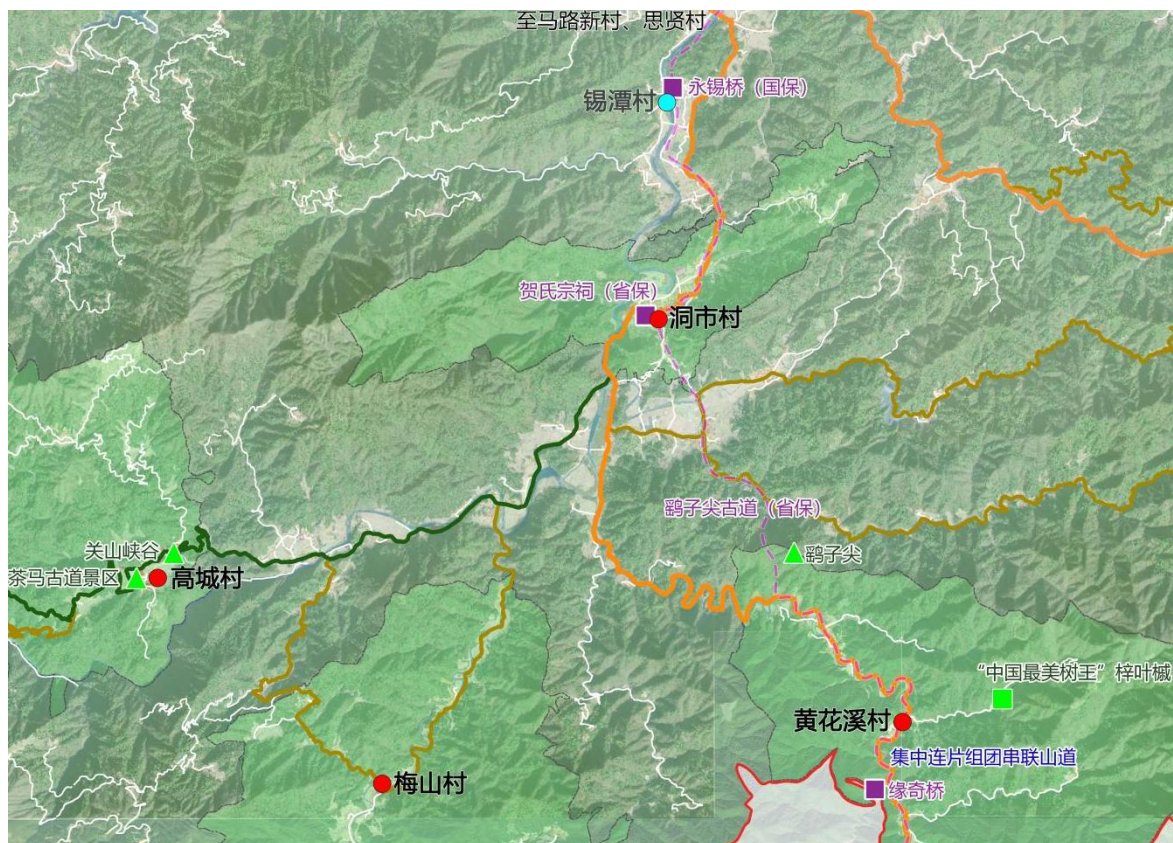 至马路新村、思贤村
永锡桥（国保）
锡潭村
贺氏宗祠（省保）
洞市村
鹞子尖古道（省保）
关山峡谷
鹞子尖
茶马古道景区
高城村
“中国最美树王”梓叶槭
黄花溪村
集中连片组团串联山道
梅山村
缘奇桥